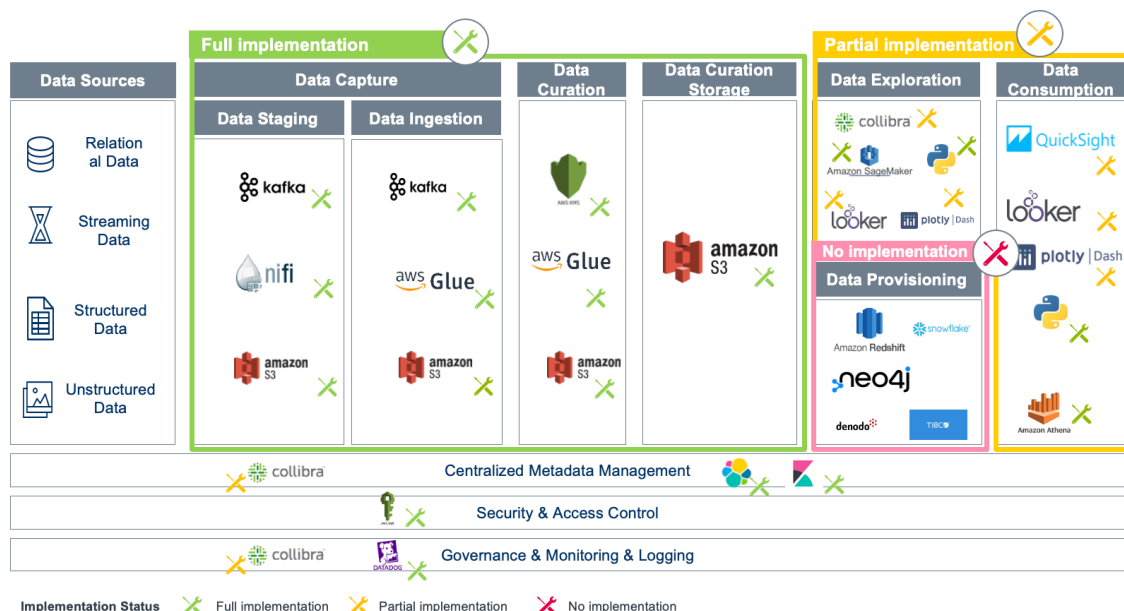 Full implementation
Partial implementation
Data Sources
Data Capture
Data
Curation
Data Curation
Storage
Data Exploration
Data
Consumption
Data Staging
Data Ingestion
Relation
al Data
Streaming
Data
Structured
Data
Unstructured
Data
kafka
nifi
amazon
S3
kafka
aws Glue
amazon
S3
AWS KMS
aws Glue
amazon
S3
amazon
S3
collibra
Amazon SageMaker
looker
plotly | Dash
No implementation
Data Provisioning
Amazon Redshift
snowflake
neo4j
denodo
TIBCO
QuickSight
looker
plotly | Dash
Amazon Athena
collibra
Centralized Metadata Management
Security & Access Control
collibra
DATADOG
Governance & Monitoring & Logging
Implementation Status
Full implementation
Partial implementation
No implementation